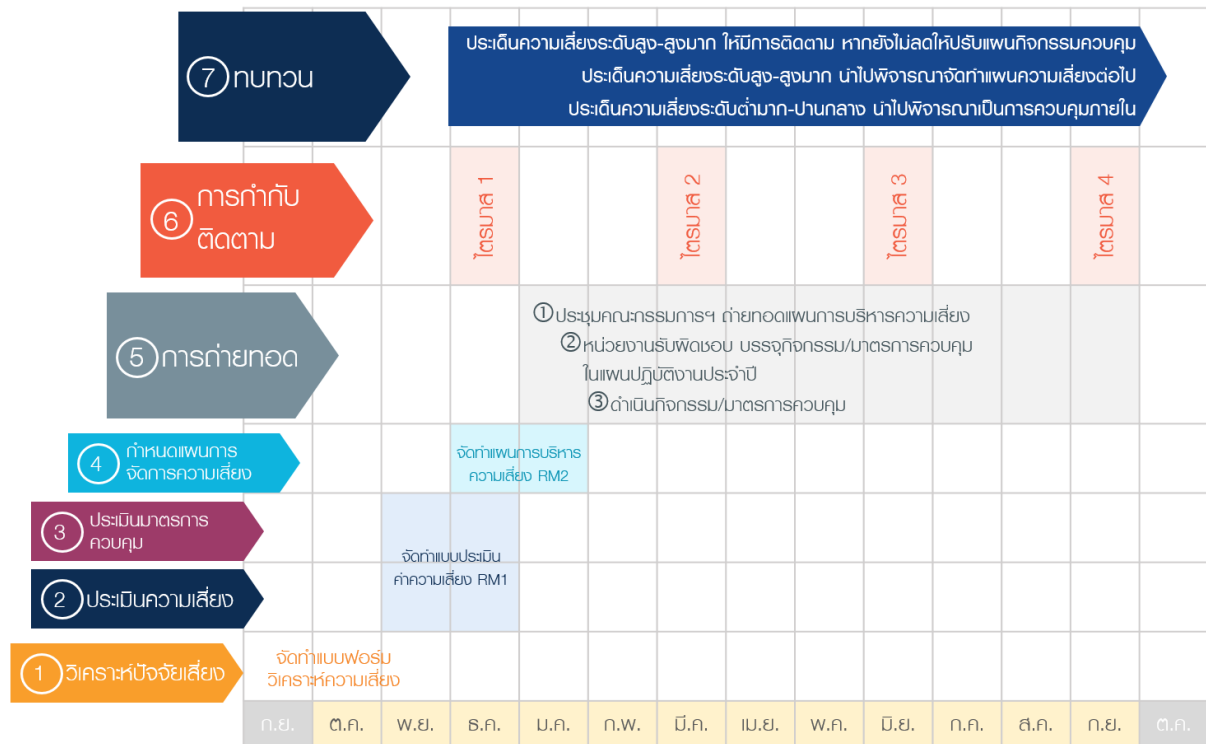 7 ทบทวน
ประเด็นความเสี่ยงระดับสูง-สูงมาก ให้มีการติดตาม หากยังไม่ลดให้ปรับแผนกิจกรรมควบคุม
ประเด็นความเสี่ยงระดับสูง-สูงมาก นำไปพิจารณาจัดทำแผนความเสี่ยงต่อไป
ประเด็นความเสี่ยงระดับต่ำมาก-ปานกลาง นำไปพิจารณาเป็นการควบคุมภายใน
6 การกำกับ
ติดตาม
ไตรมาส 1
ไตรมาส 2
ไตรมาส 3
ไตรมาส 4
5 การถ่ายทอด
①ประชุมคณะกรรมการฯ ถ่ายทอดแผนการบริหารความเสี่ยง
②หน่วยงานรับผิดชอบ บรรจุกิจกรรม/มาตรการควบคุม
ในแผนปฏิบัติงานประจำปี
③ดำเนินกิจกรรม/มาตรการควบคุม
4 กำหนดแผนการ
จัดการความเสี่ยง
จัดทำแผนการบริหาร
ความเสี่ยง RM2
3 ประเมินมาตรการ
ควบคุม
2 ประเมินความเสี่ยง
จัดทำแบบประเมิน
ค่าความเสี่ยง RM1
1 วิเคราะห์ปัจจัยเสี่ยง
จัดทำแบบฟอร์ม
วิเคราะห์ความเสี่ยง
ก.ย. ต.ค. พ.ย. ธ.ค. ม.ค. ก.พ. มี.ค. เม.ย. พ.ค. มิ.ย. ก.ค. ส.ค. ก.ย. ต.ค.